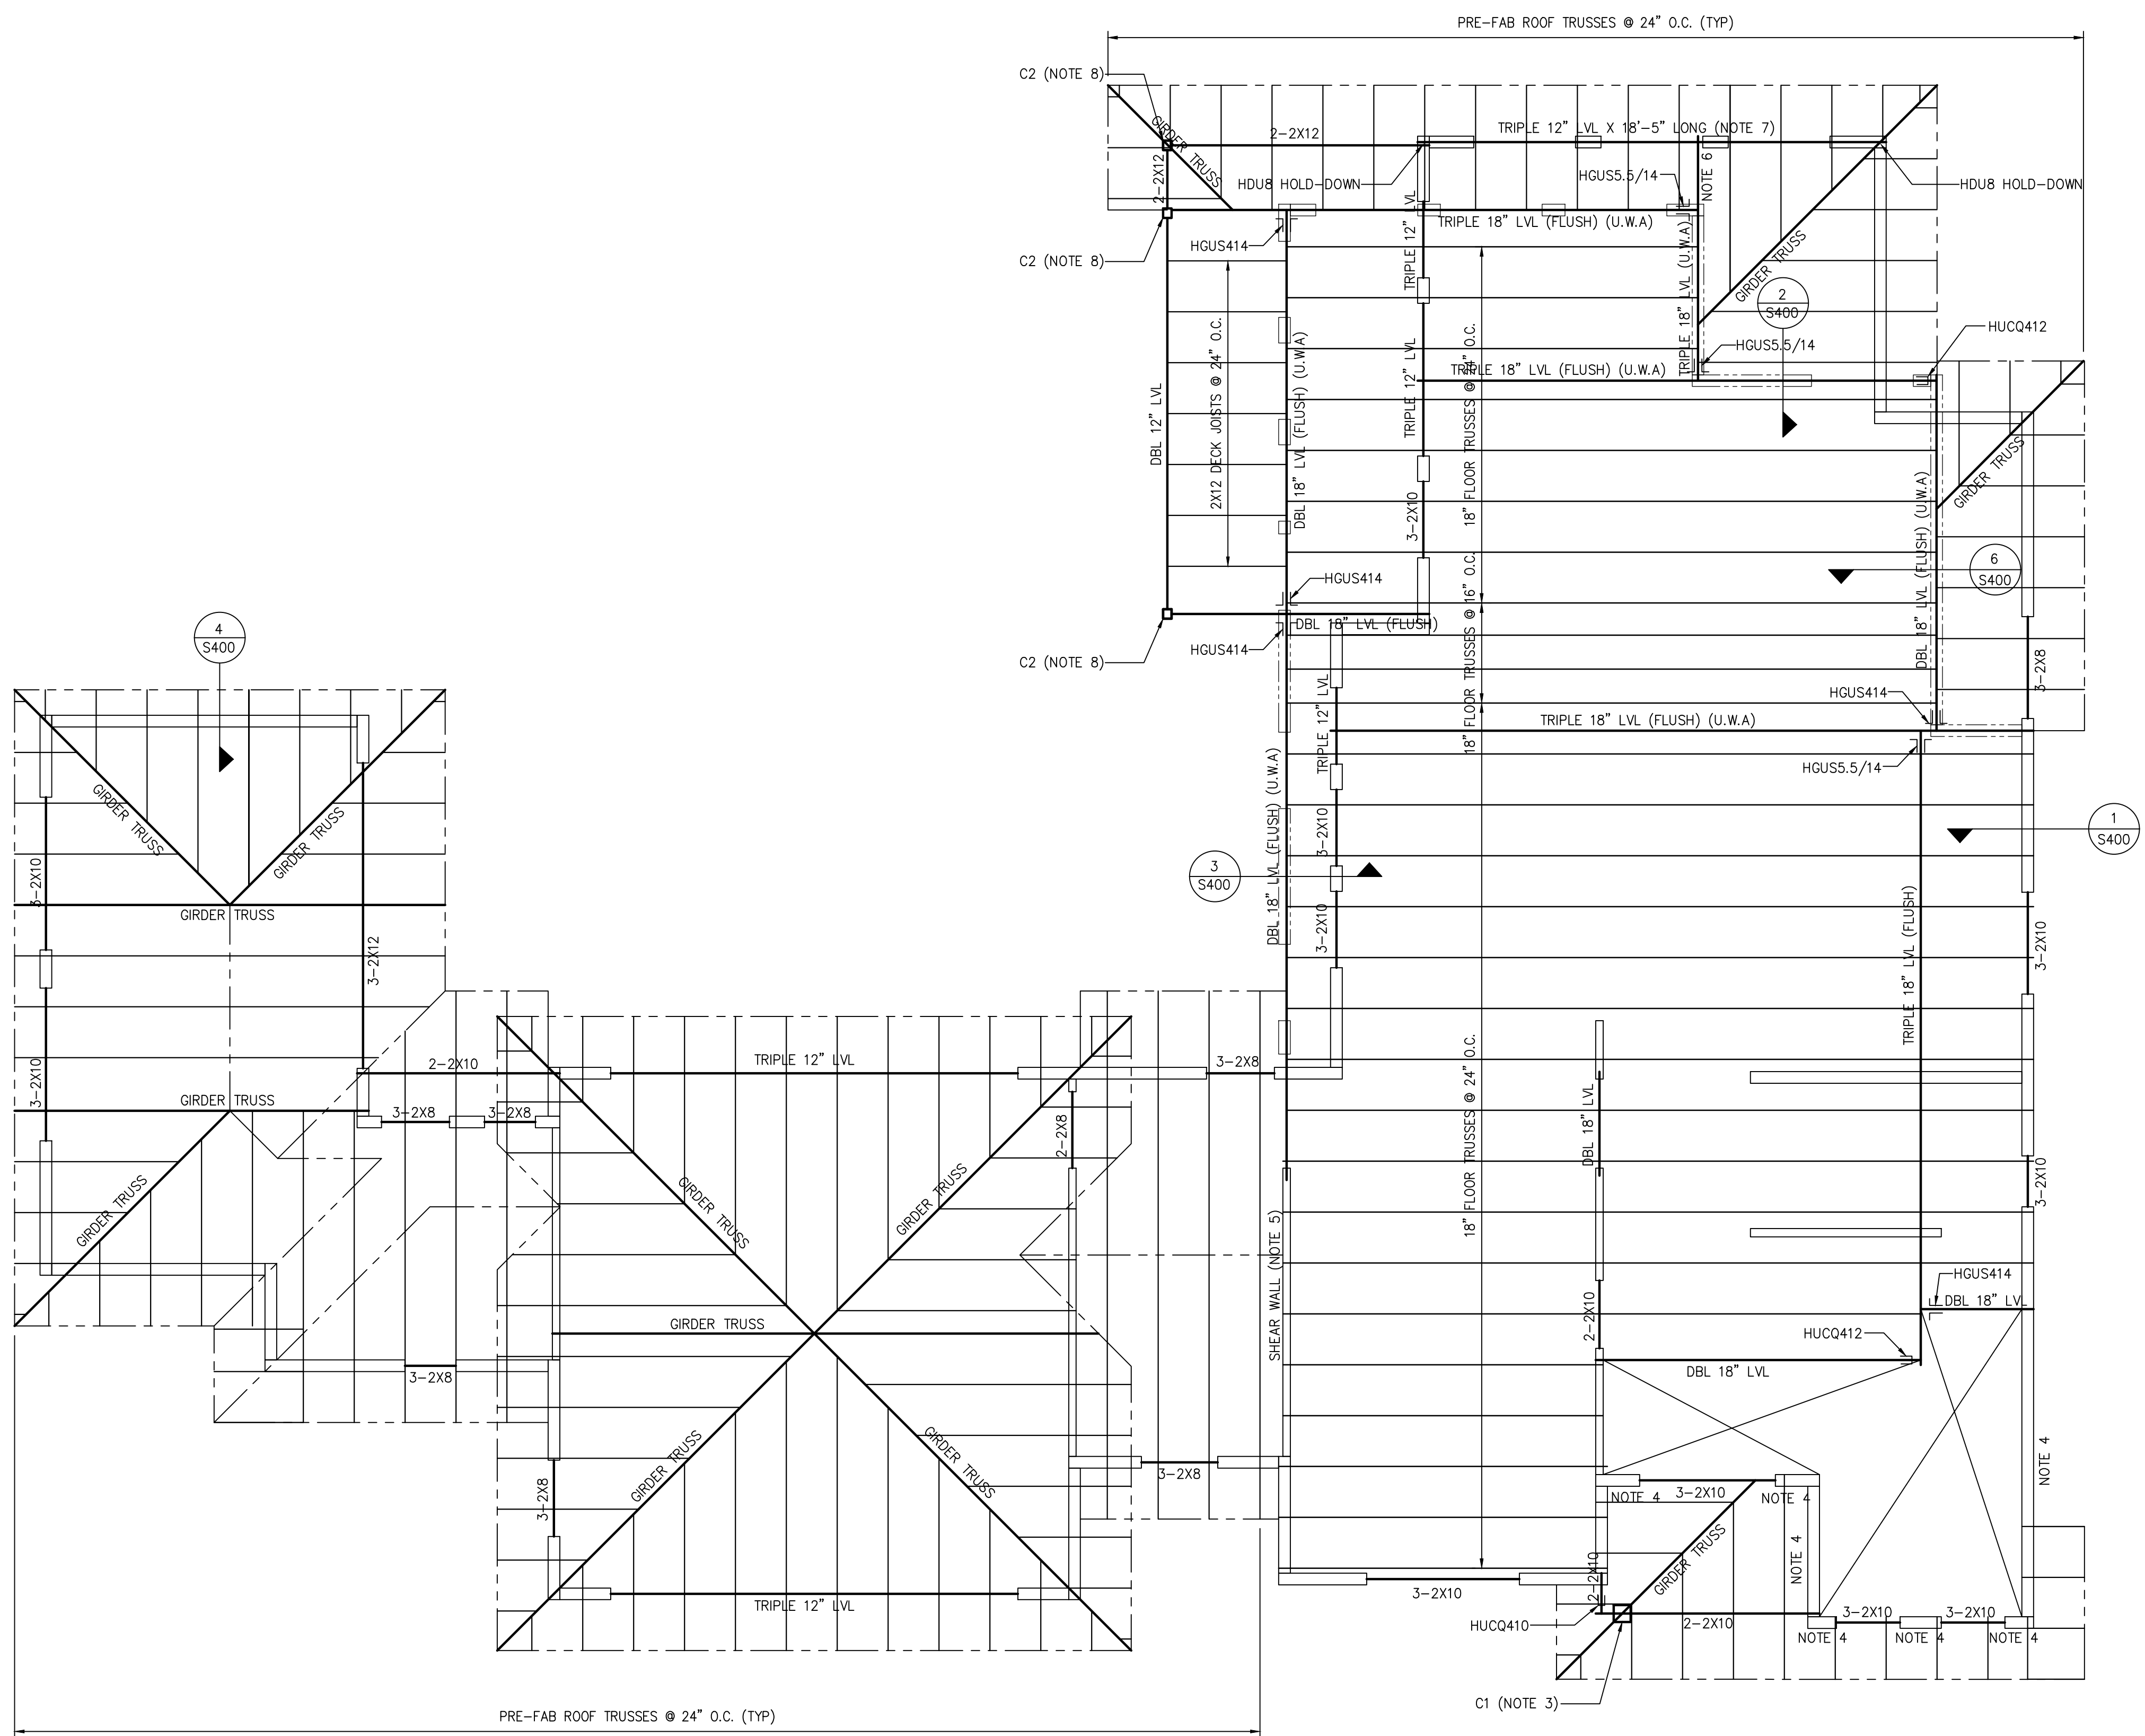 PRE-FAB ROOF TRUSSES @ 24" O.C. (TYP)
C2 (NOTE 8)
GIRDER TRUSS
2-2X12
TRIPLE 12" LVL X 18'-5" LONG (NOTE 7)
2-2X12
HDU8 HOLD-DOWN
HGUS5.5/14
NOTE 6
HDU8 HOLD-DOWN
C2 (NOTE 8)
HGUS414
TRIPLE 12" LVL
TRIPLE 18" LVL (FLUSH) (U.W.A)
TRIPLE 18" LVL (U.W.A)
GIRDER TRUSS
2
S400
HUCQ412
HGUS5.5/14
TRIPLE 18" LVL (FLUSH) (U.W.A)
DBL 12" LVL
2X12 DECK JOISTS @ 24" O.C.
DBL 18" LVL (FLUSH) (U.W.A)
TRIPLE 12" LVL
18" FLOOR TRUSSES @ 24" O.C.
3-2X10
GIRDER TRUSS
DBL 18" LVL (FLUSH) (U.W.A)
6
S400
HGUS414
DBL 18" LVL (FLUSH)
HGUS414
C2 (NOTE 8)
18" FLOOR TRUSSES @ 16" O.C.
3-2X8
HGUS414
TRIPLE 12" LVL
TRIPLE 18" LVL (FLUSH) (U.W.A)
HGUS5.5/14
4
S400
GIRDER TRUSS
GIRDER TRUSS
3-2X10
GIRDER TRUSS
3-2X12
3-2X10
GIRDER TRUSS
2-2X10
3-2X8
3-2X8
GIRDER TRUSS
3-2X8
3
S400
1
S400
DBL 18" LVL (FLUSH) (U.W.A)
3-2X10
3-2X10
TRIPLE 18" LVL (FLUSH)
3-2X10
TRIPLE 12" LVL
3-2X8
2-2X8
GIRDER TRUSS
GIRDER TRUSS
GIRDER TRUSS
GIRDER TRUSS
GIRDER TRUSS
3-2X8
TRIPLE 12" LVL
3-2X8
18" FLOOR TRUSSES @ 24" O.C.
DBL 18" LVL
3-2X10
SHEAR WALL (NOTE 5)
2-2X10
HGUS414
DBL 18" LVL
HUCQ412
DBL 18" LVL
NOTE 4
NOTE 4
3-2X10
NOTE 4
GIRDER TRUSS
NOTE 4
3-2X10
2-2X10
HUCQ410
2-2X10
3-2X10
3-2X10
NOTE 4
NOTE 4
NOTE 4
C1 (NOTE 3)
PRE-FAB ROOF TRUSSES @ 24" O.C. (TYP)